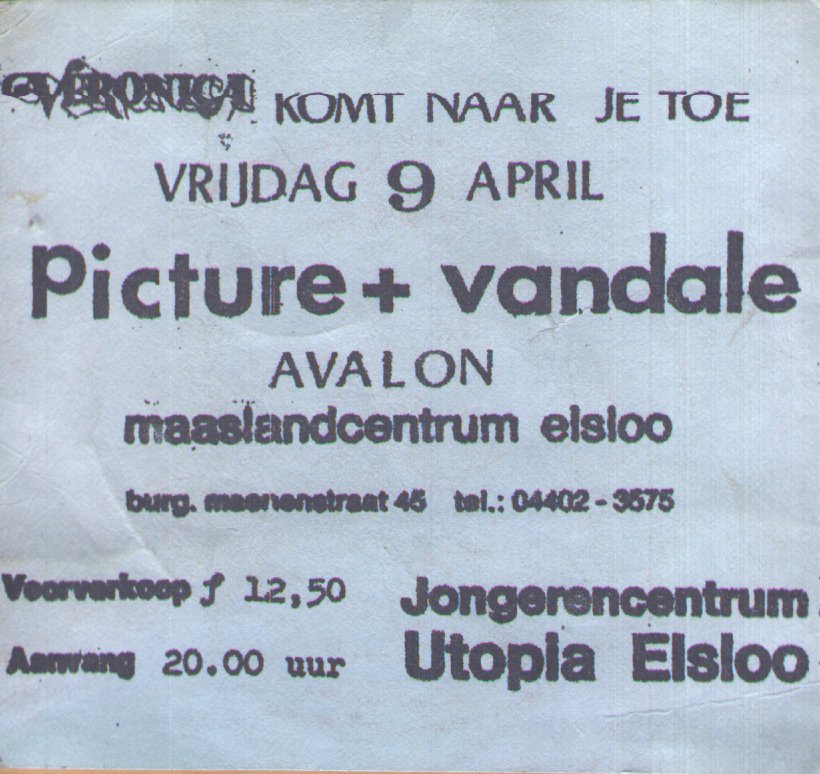 VERONICA KOMT NAAR JE TOE
VRIJDAG 9 APRIL
Picture + vandale
AVALON
maaslandcentrum elsloo
burg. maenenstraat 45 tel.: 04402-3575
Voorverkoop ƒ 12,50
Aanvang 20.00 uur
Jongerencentrum
Utopia Elsloo